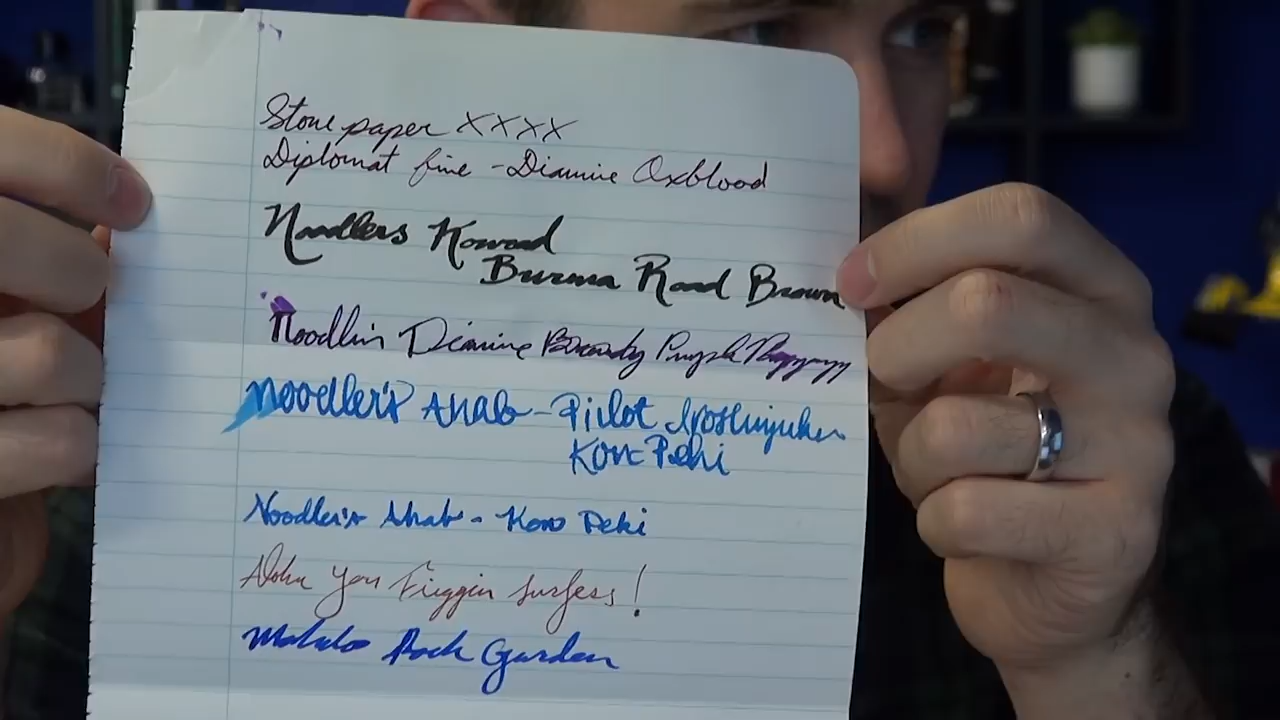 Stone paper XXXX
Diplomat fine - Diamine Oxblood
Noodlers Konrad
Burma Road Brown
Diamine Purple
Noodler's Ahab - Pilot Iroshizuku
Kon Peki
Noodler's Ahab - Kon Peki
Aloha you friggin surfers!
Mahalo Rock Garden